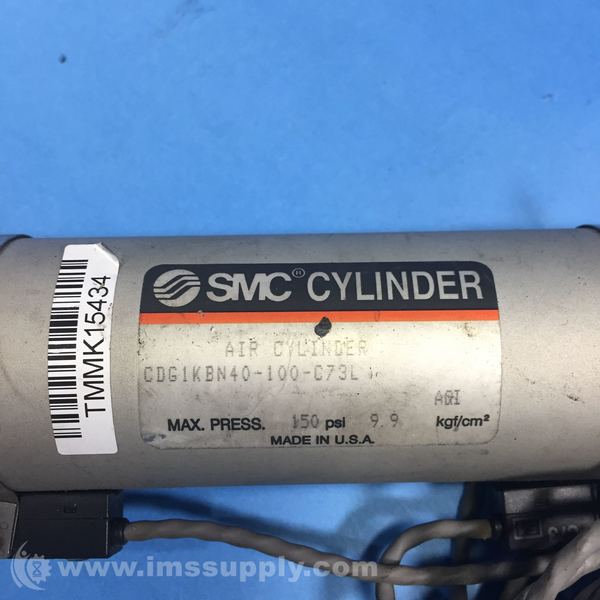 SMC® CYLINDER
AIR CYLINDER
CDG1KBN40-100-C73L
AGI
MAX. PRESS. 150 psi 9.9 kgf/cm²
MADE IN U.S.A.
TMMK15434
www.imssupply.com